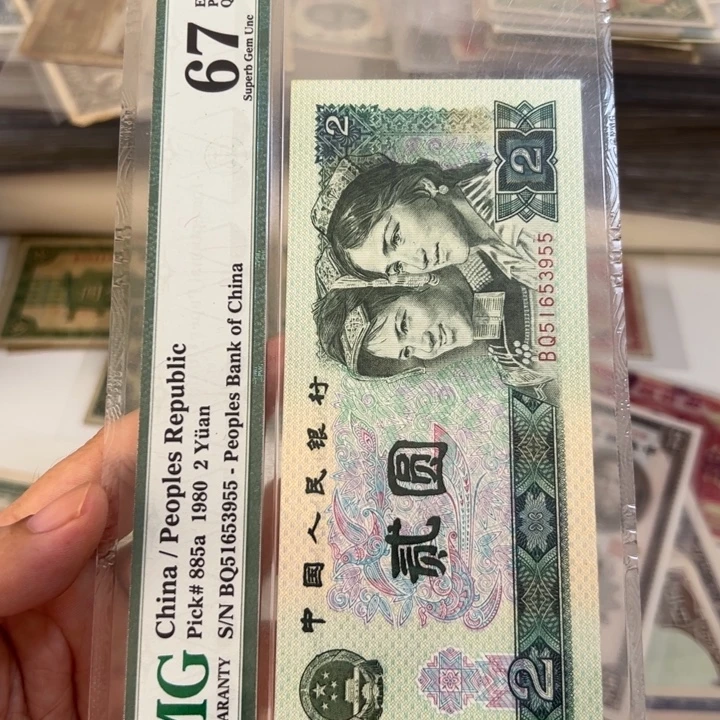 MG
ARANTY
China / Peoples Republic
Pick# 885a 1980 2 Yüan
S/N BQ51653955 - Peoples Bank of China
67
Superb Gem Unc
中国人民银行
2
贰圆
BQ51653955
2
2